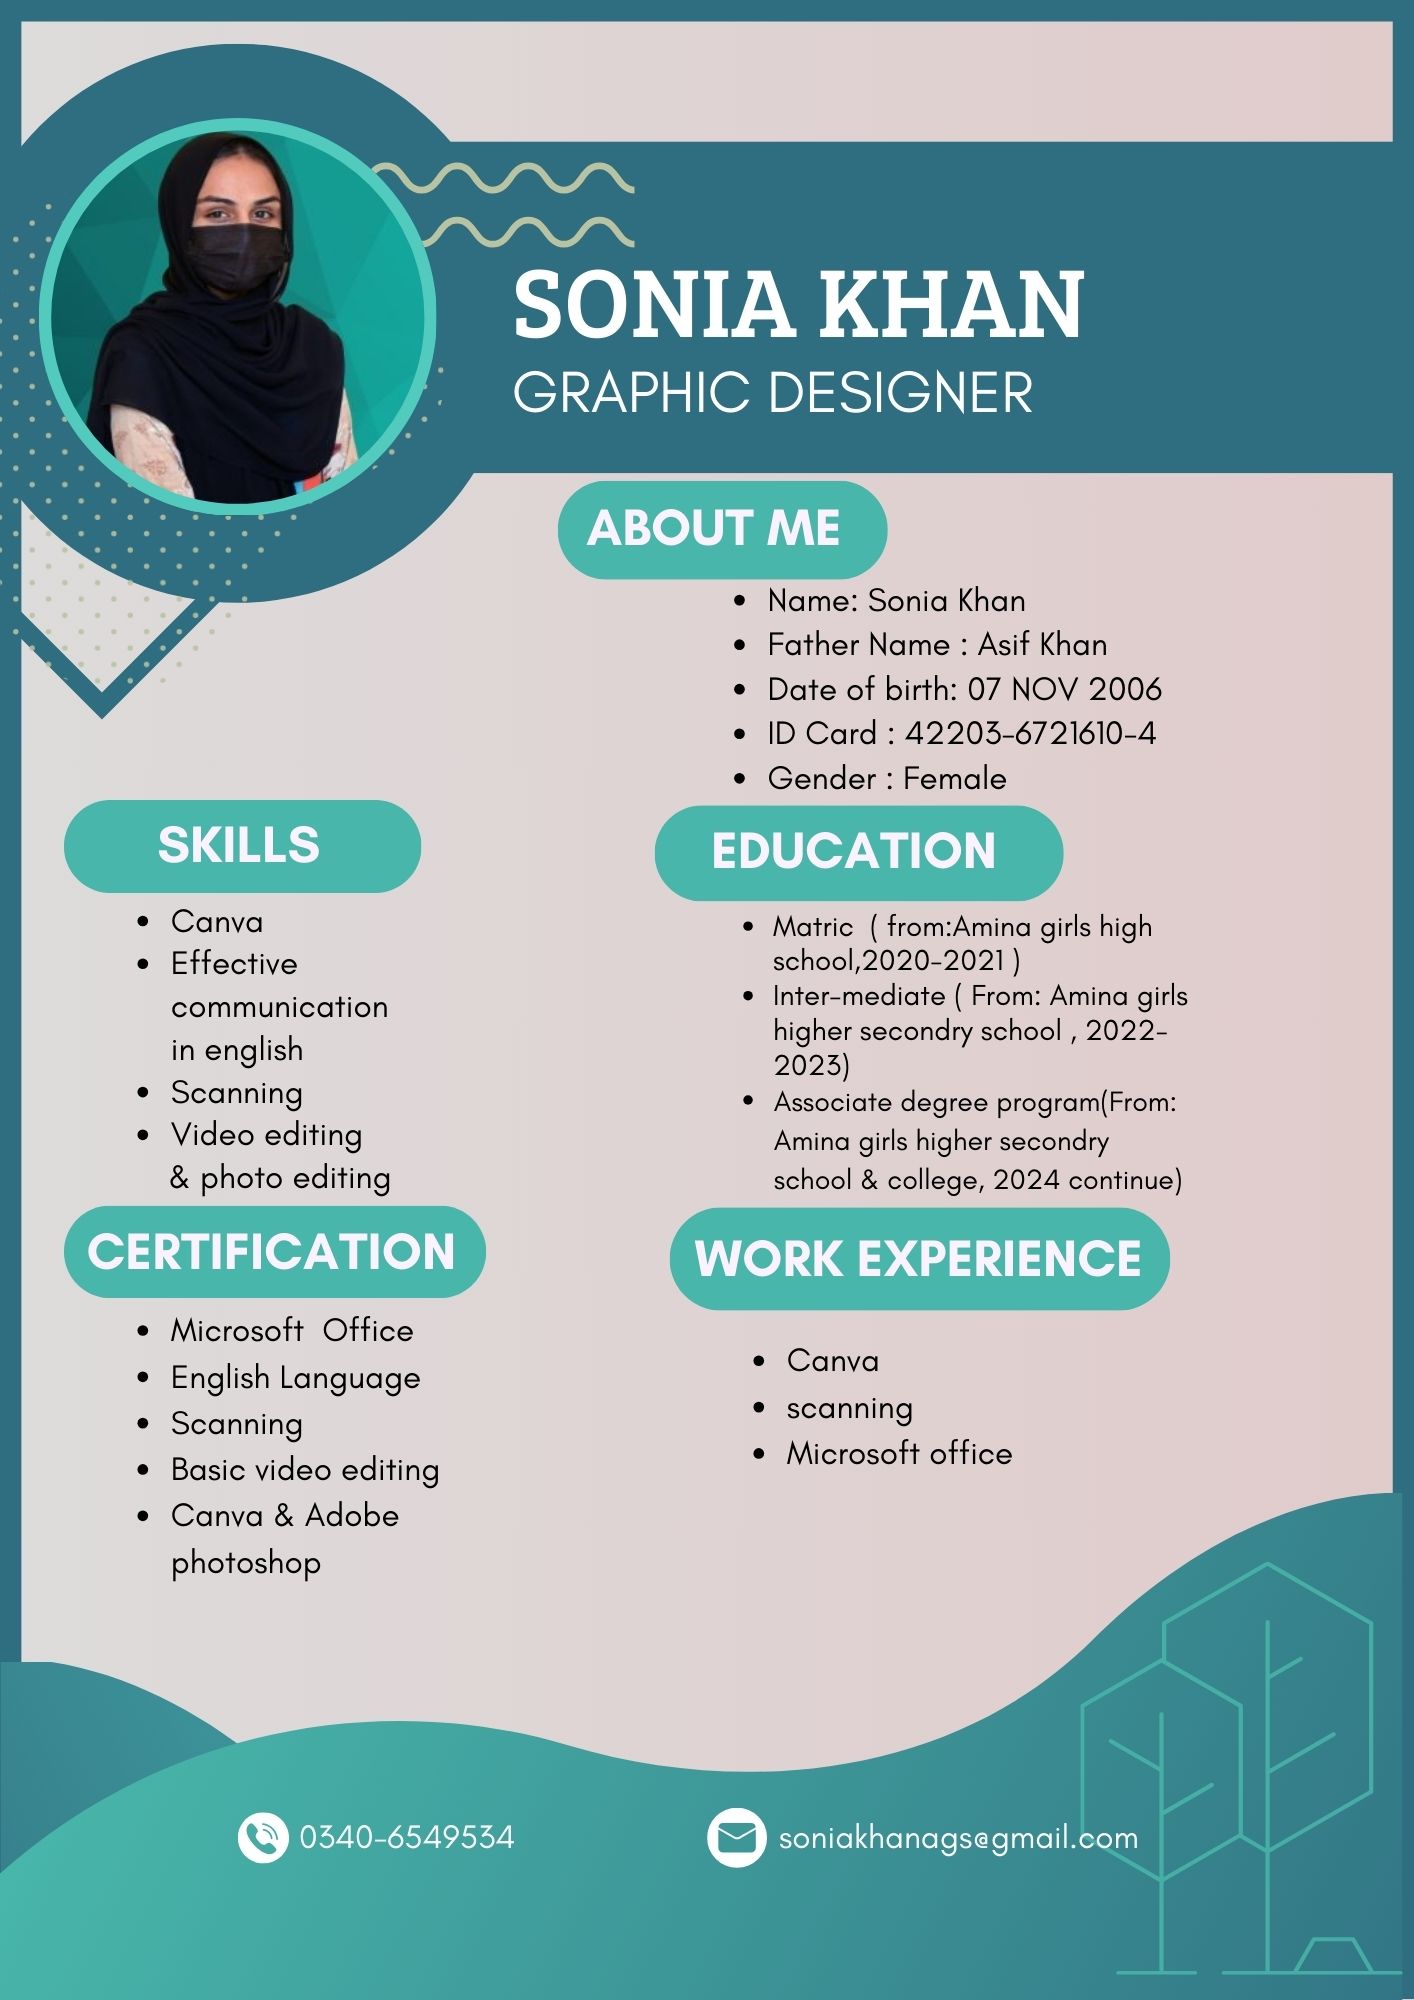 SONIA KHAN
GRAPHIC DESIGNER
ABOUT ME
Name: Sonia Khan
Father Name : Asif Khan
Date of birth: 07 NOV 2006
ID Card : 42203-6721610-4
Gender : Female
SKILLS
Canva
Effective
communication
in english
Scanning
Video editing
& photo editing
EDUCATION
Matric ( from:Amina girls high
school,2020-2021 )
Inter-mediate ( From: Amina girls
higher secondry school , 2022-
2023)
Associate degree program(From:
Amina girls higher secondry
school & college, 2024 continue)
CERTIFICATION
Microsoft Office
English Language
Scanning
Basic video editing
Canva & Adobe
photoshop
WORK EXPERIENCE
Canva
scanning
Microsoft office
0340-6549534
soniakhanags@gmail.com